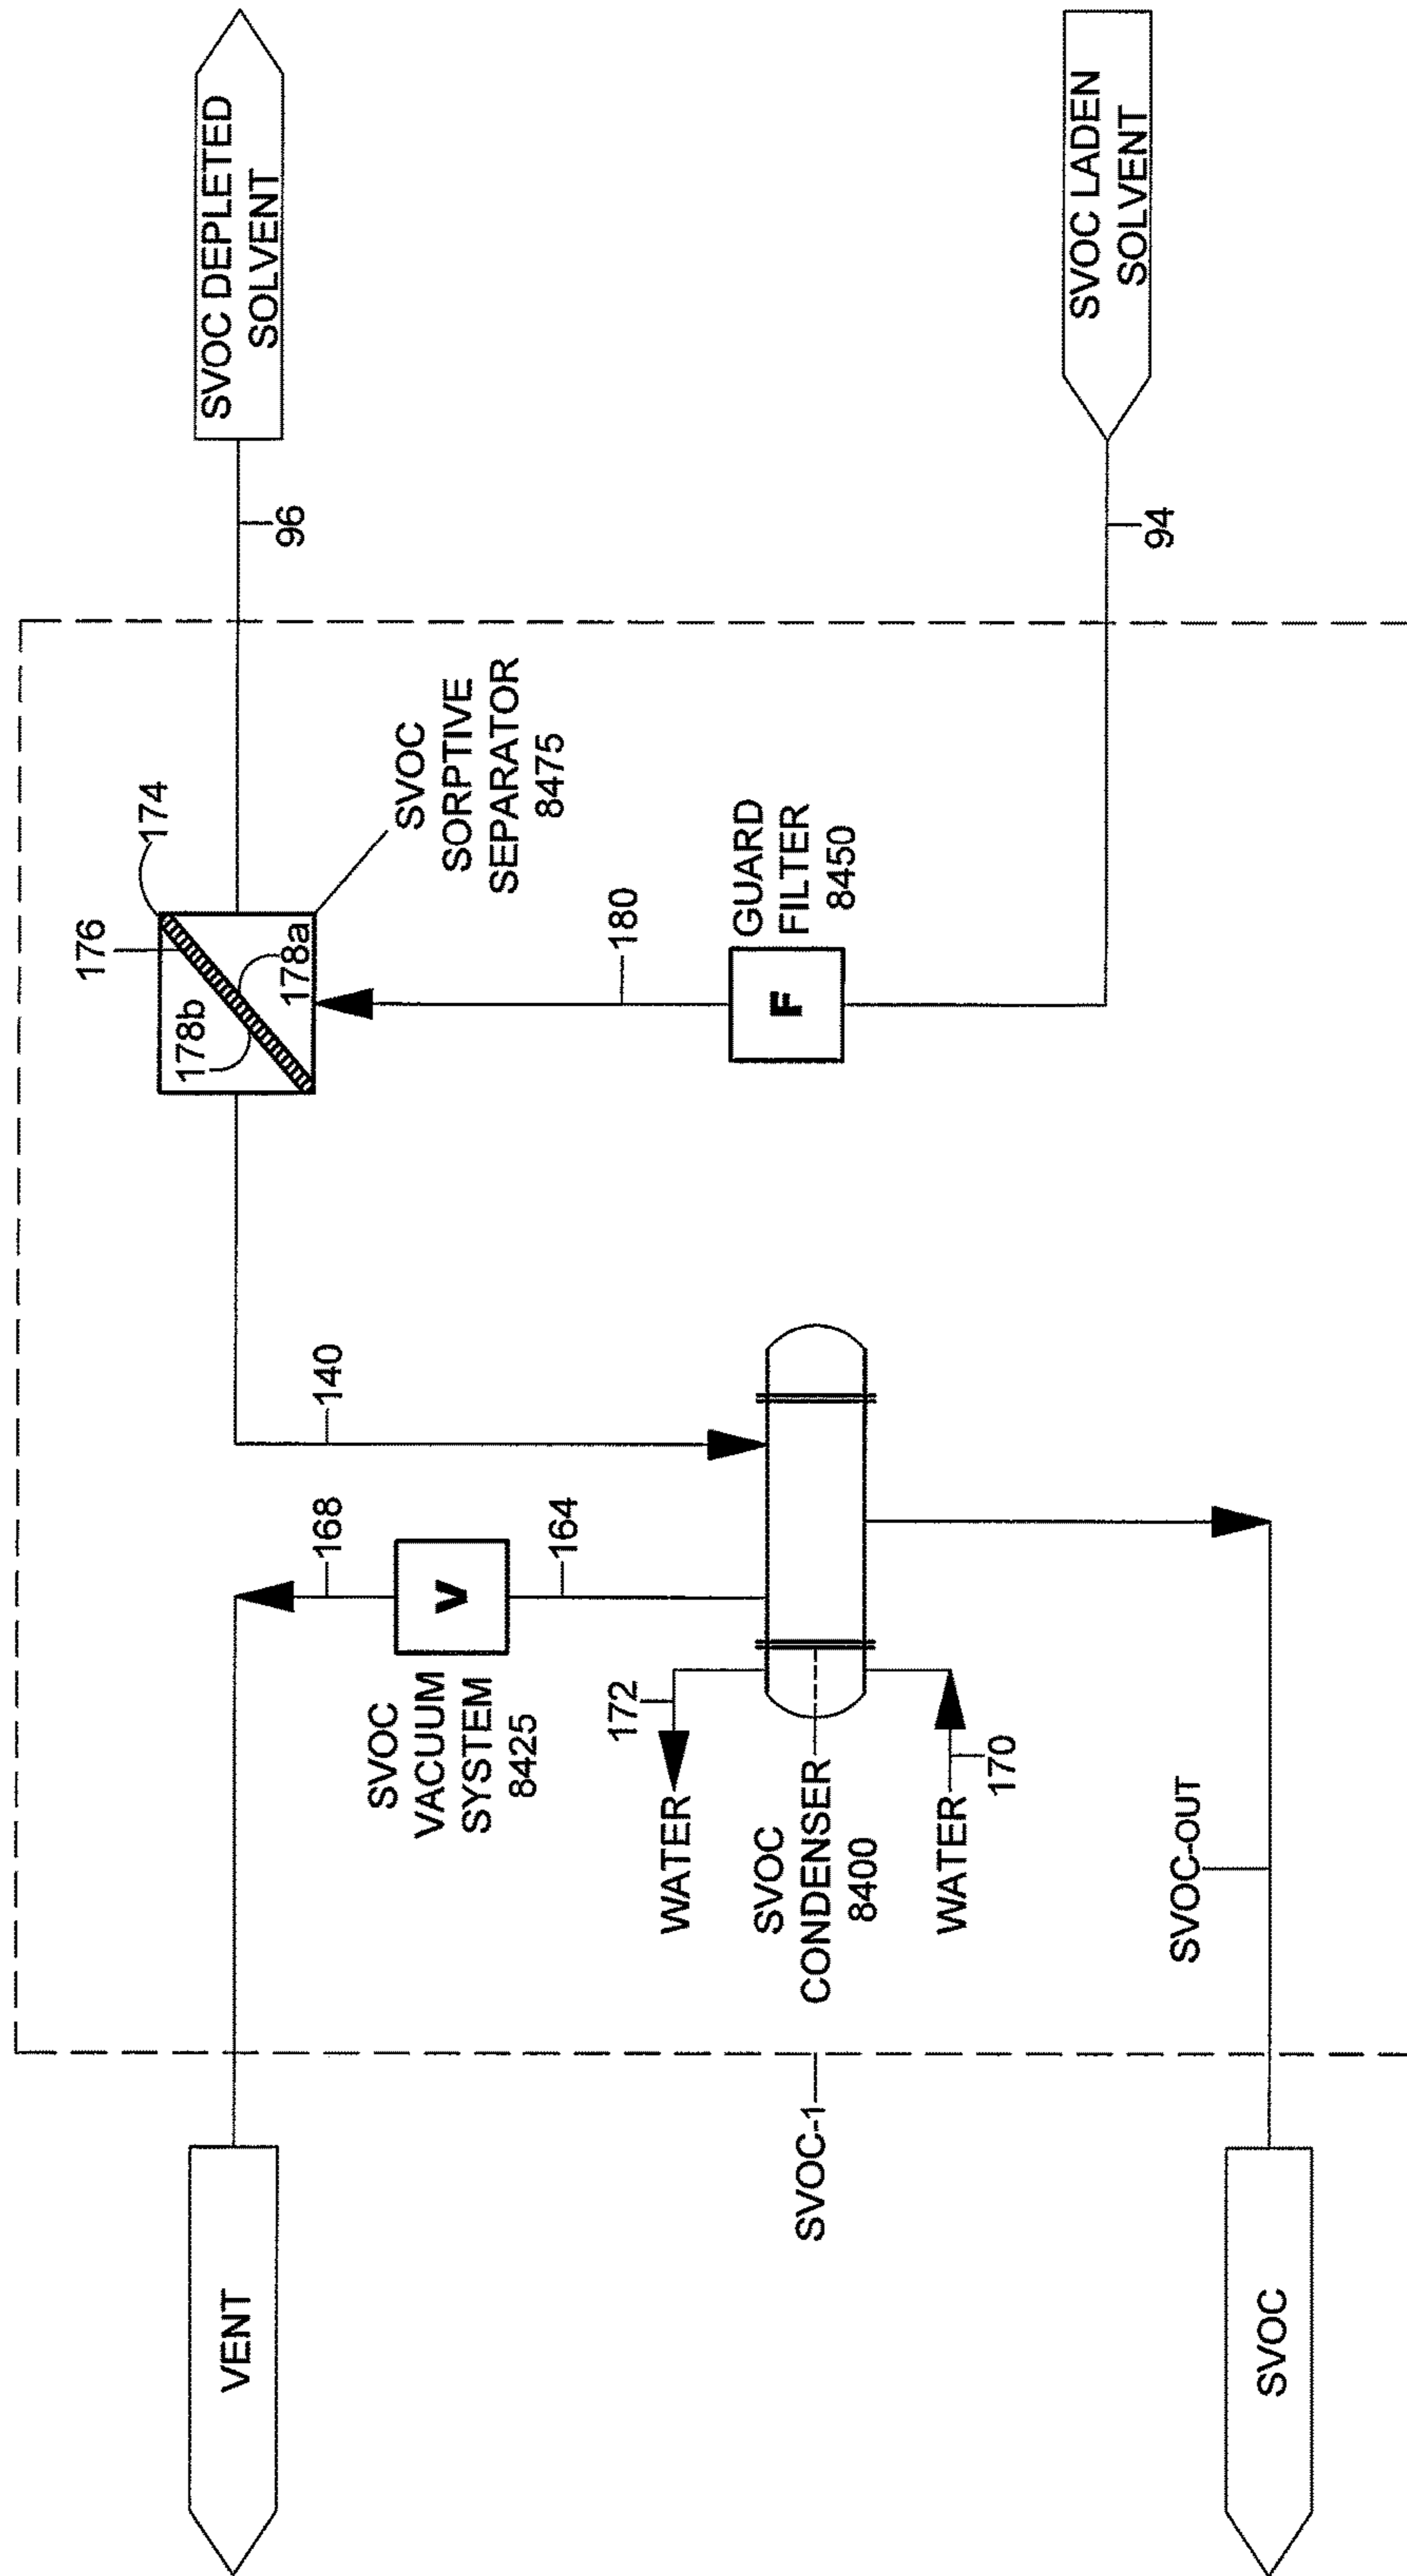 SVOC DEPLETED
SOLVENT
96
SVOC LADEN
SOLVENT
94
174
176
178b
178a
SVOC
SORPTIVE
SEPARATOR
8475
180
GUARD
FILTER
8450
F
140
168
164
V
SVOC
VACUUM
SYSTEM
8425
172
WATER
SVOC
CONDENSER
8400
WATER
170
SVOC-OUT
SVOC-1
VENT
SVOC